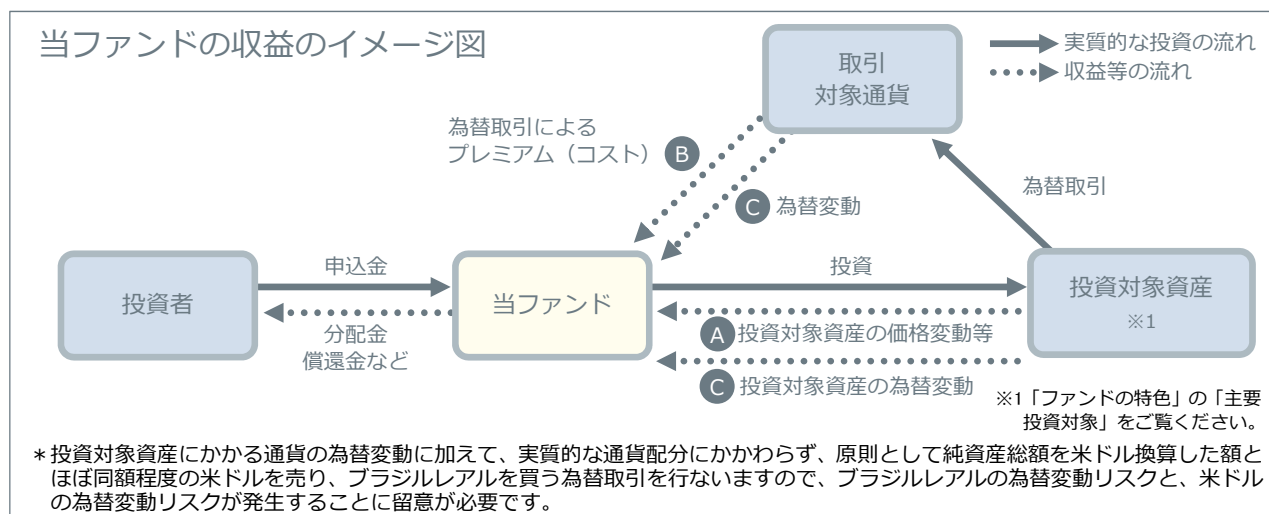 当ファンドの収益のイメージ図
実質的な投資の流れ
収益等の流れ
取引
対象通貨
為替取引による
プレミアム（コスト） B
C 為替変動
為替取引
投資者
申込金
分配金
償還金など
当ファンド
投資
A 投資対象資産の価格変動等
C 投資対象資産の為替変動
投資対象資産
※1
※1「ファンドの特色」の「主要
投資対象」をご覧ください。
＊投資対象資産にかかる通貨の為替変動に加えて、実質的な通貨配分にかかわらず、原則として純資産総額を米ドル換算した額と
ほぼ同額程度の米ドルを売り、ブラジルレアルを買う為替取引を行ないますので、ブラジルレアルの為替変動リスクと、米ドル
の為替変動リスクが発生することに留意が必要です。